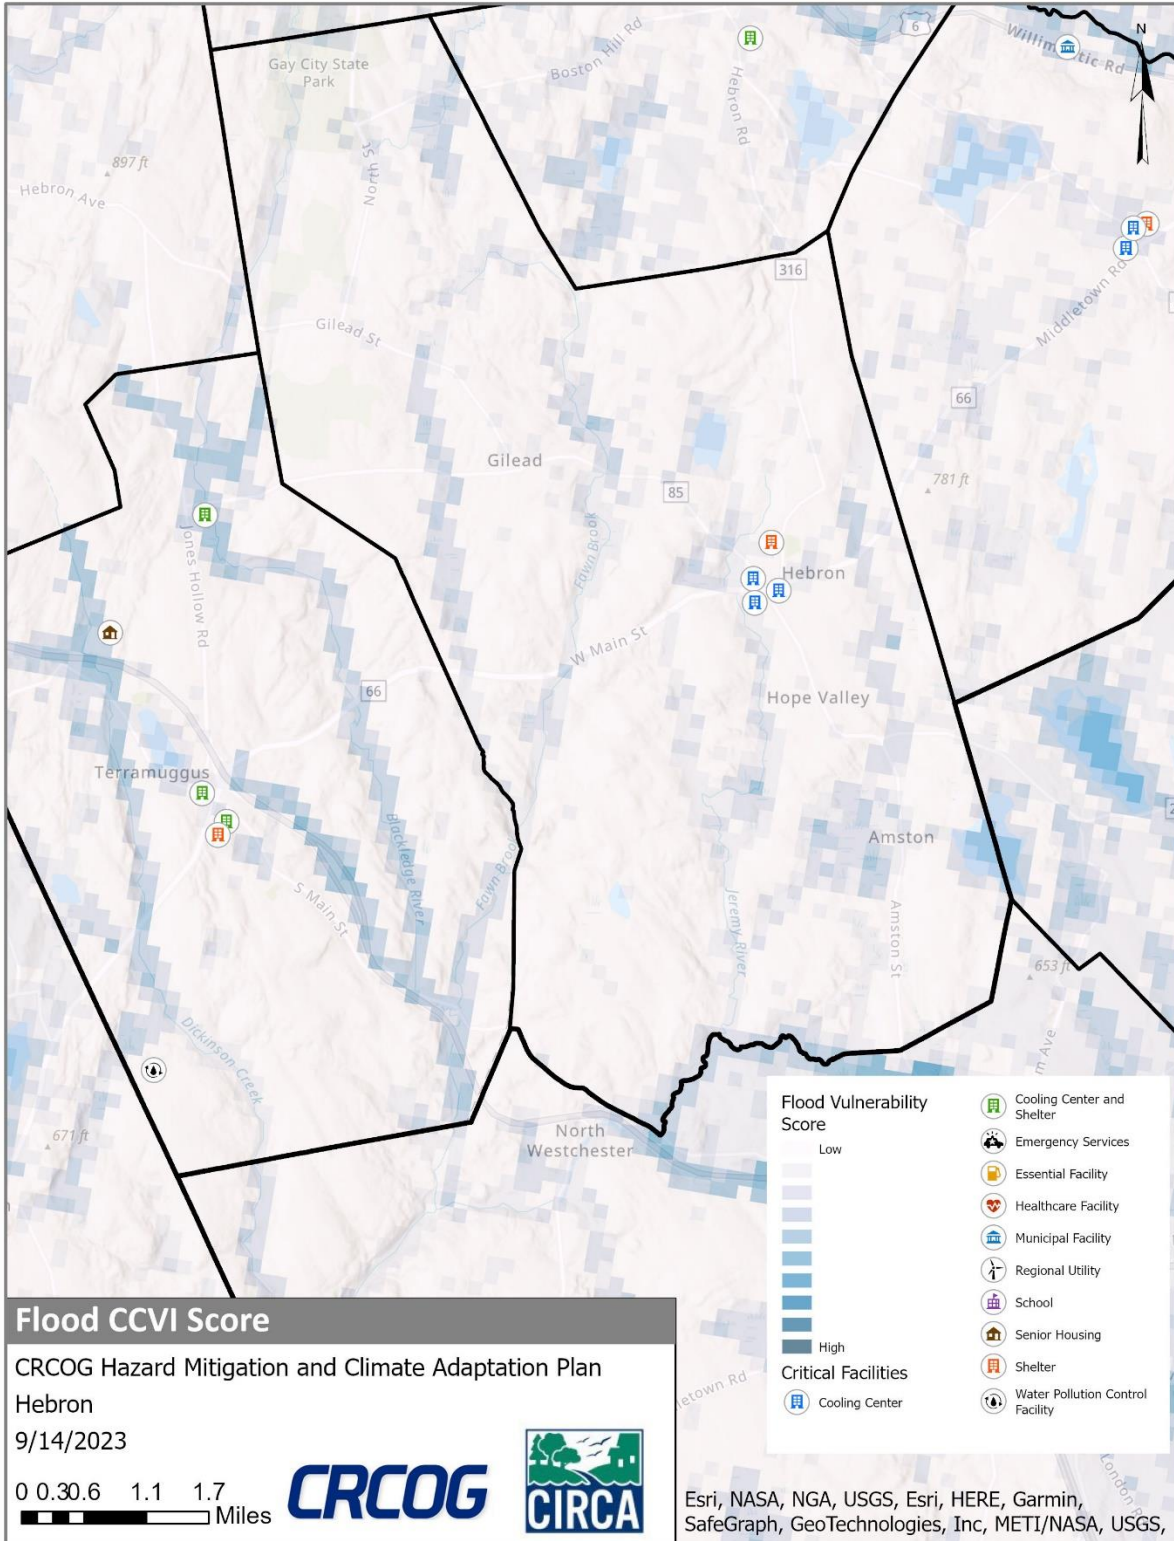 6
N
Gay City State
Park
Boston Hill Rd
Hebron Rd
North St
897 ft
Hebron Ave
316
Middletown Rd
Gilead St
66
Gilead
781 ft
85
Fawn Brook
Hebron
Jones Hollow Rd
W Main St
66
Hope Valley
Terramuggus
Blackledge River
Fawn Brook
Amston
S Main St
Jeremy River
Amston St
653 ft
Dickinson Creek
671 ft
North
Westchester
Flood Vulnerability
Score
Low
High
Critical Facilities
Cooling Center
Cooling Center and
Shelter
Emergency Services
Essential Facility
Healthcare Facility
Municipal Facility
Regional Utility
School
Senior Housing
Shelter
Water Pollution Control
Facility
London R
Flood CCVI Score
CRCOG Hazard Mitigation and Climate Adaptation Plan
Hebron
9/14/2023
0 0.30.6 1.1 1.7
Miles
CRCOG
CIRCA
Esri, NASA, NGA, USGS, Esri, HERE, Garmin,
SafeGraph, GeoTechnologies, Inc, METI/NASA, USGS,